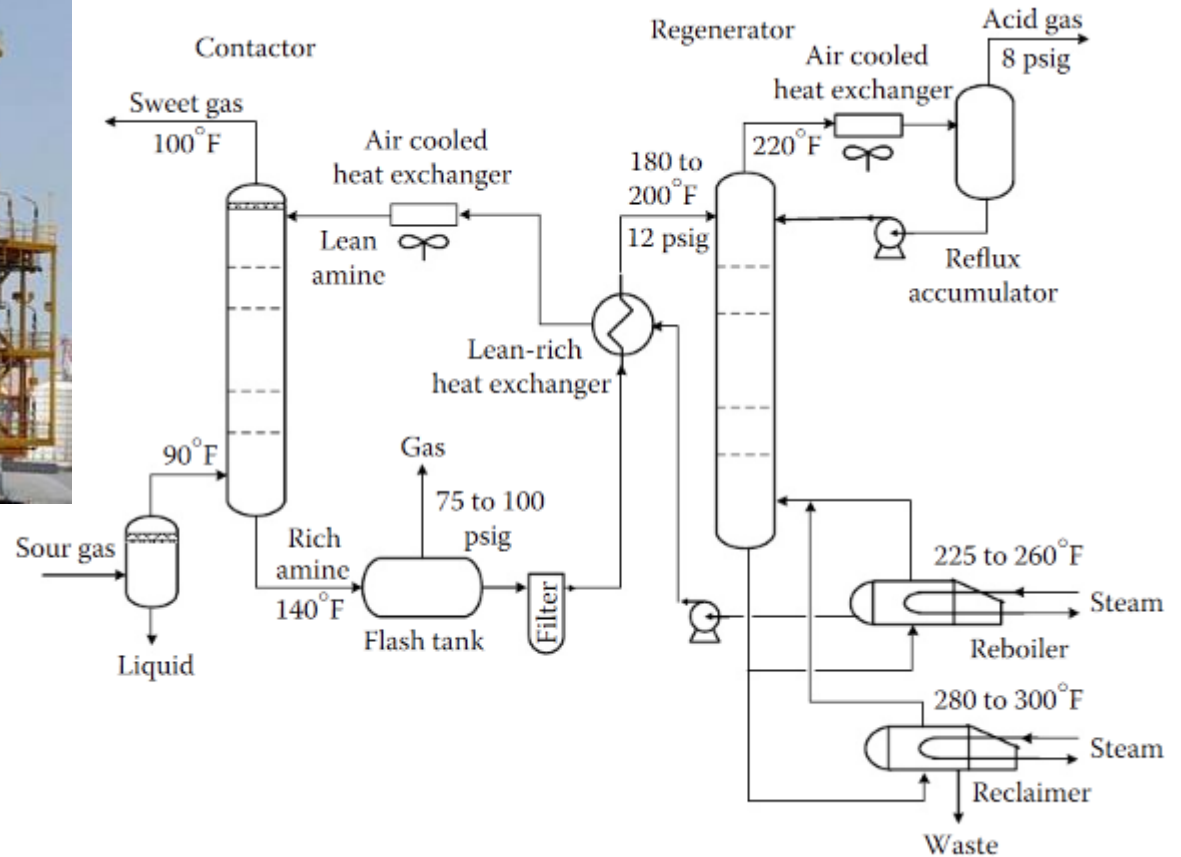 Contactor
Regenerator
Acid gas
8 psig
Air cooled
heat exchanger
Sweet gas
100°F
Air cooled
heat exchanger
220°F
180 to
200°F
12 psig
Lean
amine
Reflux
accumulator
Lean-rich
heat exchanger
90°F
Gas
75 to 100
psig
Sour gas
Rich
amine
140°F
Filter
Flash tank
Liquid
225 to 260°F
Steam
Reboiler
280 to 300°F
Steam
Reclaimer
Waste